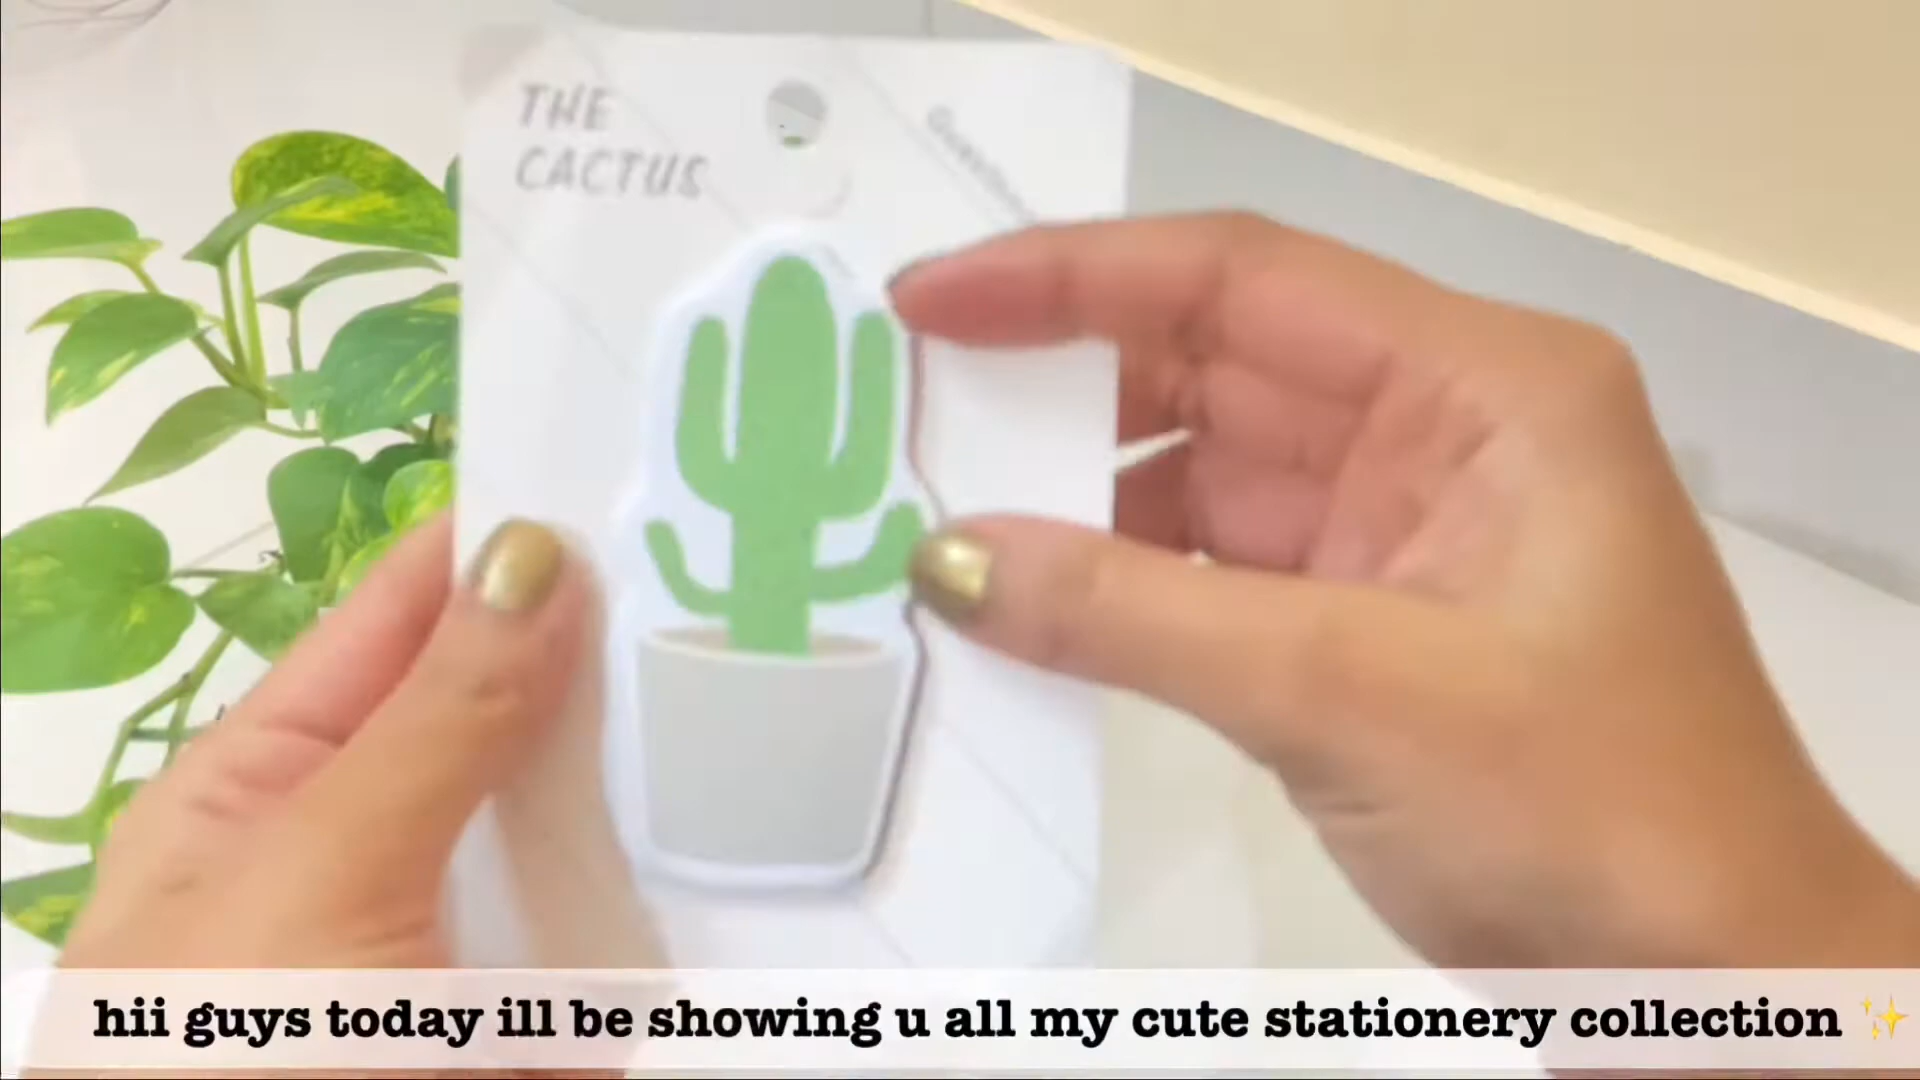 THE
CACTUS
hii guys today ill be showing u all my cute stationery collection ✨